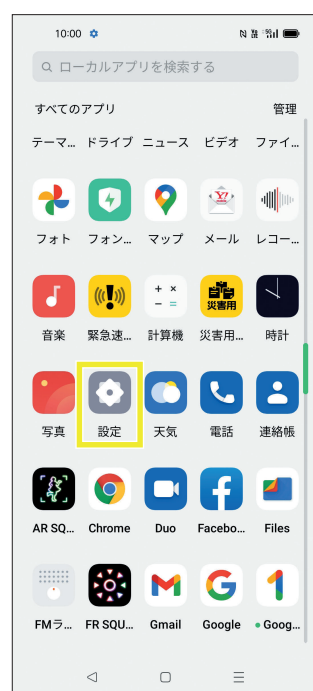 10:00
ローカルアプリを検索する
すべてのアプリ 管理
テーマ... ドライブ ニュース ビデオ ファイ...
フォト フォン... マップ メール レコー...
災害用
音楽 緊急速... 計算機 災害用... 時計
写真 設定 天気 電話 連絡帳
AR SQ... Chrome Duo Facebo... Files
FMラ... FR SQU... Gmail Google Goog...